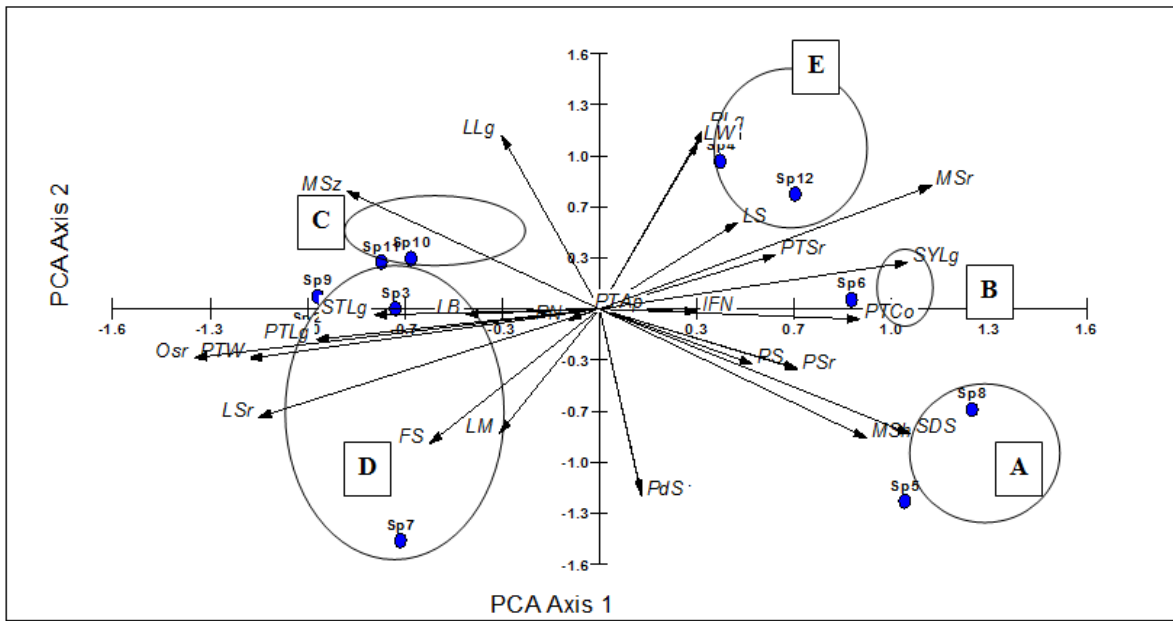 1.6
E
1.3
LLg
LW
Sp4
1.0
MSz
Sp12
MSr
PCA Axis 2
0.7
C
LS
Sp11
Sp10
PTSr
0.3
SYLg
Sp9
Sp3
PTAp
Sp6
B
STLg
LB
PN
IFN
PTCo
-1.6
-1.3
-0.7
-0.3
0.3
0.7
1.0
1.3
1.6
PTLg
Osr
PTW
-0.3
PS
PSr
LSr
Sp8
FS
LM
-0.7
MSh
SDS
D
A
-1.0
PdS
Sp5
Sp7
-1.3
-1.6
PCA Axis 1